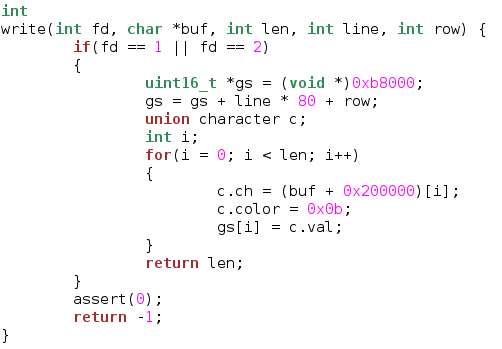 int
write(int fd, char *buf, int len, int line, int row) {
        if(fd == 1 || fd == 2)
        {
                uint16_t *gs = (void *)0xb8000;
                gs = gs + line * 80 + row;
                union character c;
                int i;
                for(i = 0; i < len; i++)
                {
                        c.ch = (buf + 0x200000)[i];
                        c.color = 0x0b;
                        gs[i] = c.val;
                }
                return len;
        }
        assert(0);
        return -1;
}